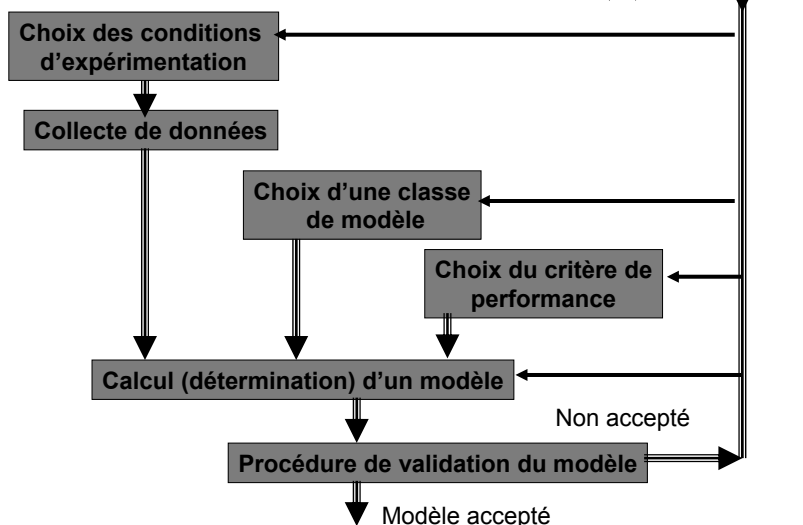 Choix des conditions
d’expérimentation
Collecte de données
Choix d’une classe
de modèle
Choix du critère de
performance
Calcul (détermination) d’un modèle
Non accepté
Procédure de validation du modèle
Modèle accepté